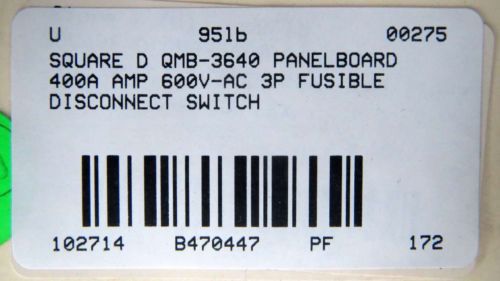 U 951b 00275
SQUARE D QMB-3640 PANELBOARD
400A AMP 600V-AC 3P FUSIBLE
DISCONNECT SWITCH
102714 B470447 PF 172